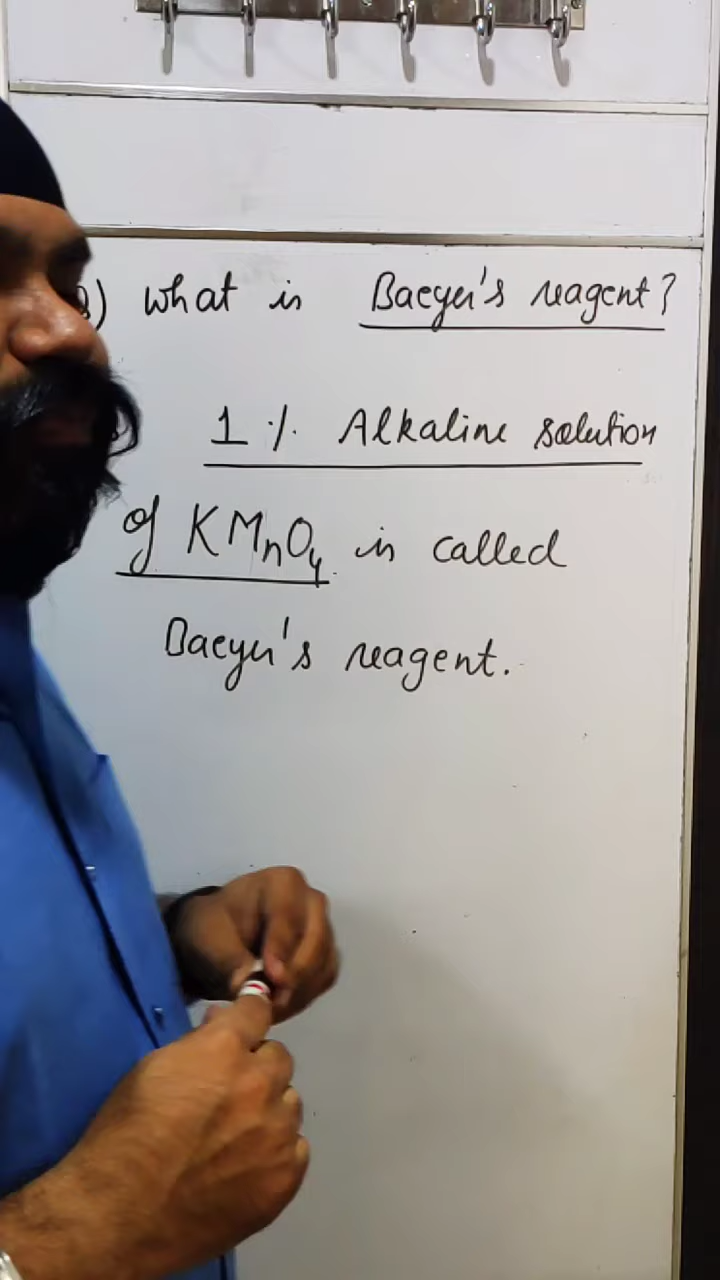 ) what is Baeyer's reagent?
1 % Alkaline solution
of KMnO4 is called
Baeyer's reagent.